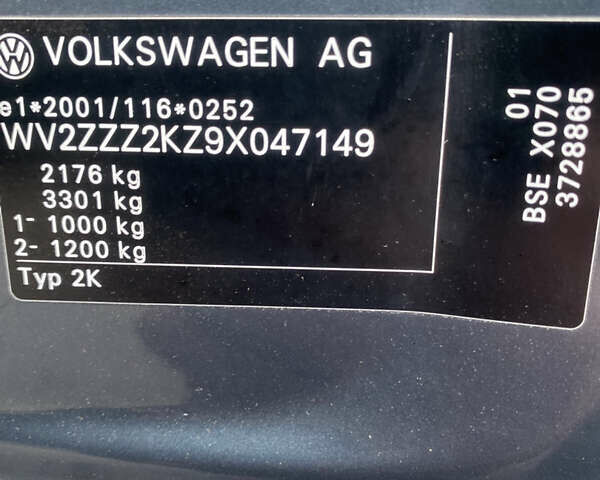 VOLKSWAGEN AG
e1*2001/116*0252
WV2ZZZ2KZ9X047149
2176 kg
3301 kg
1- 1000 kg
2- 1200 kg
Typ 2K
01
BSE X070
3728865